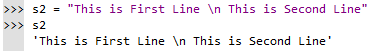 >>> s2 = "This is First Line \n This is Second Line"
>>> s2
'This is First Line \n This is Second Line'